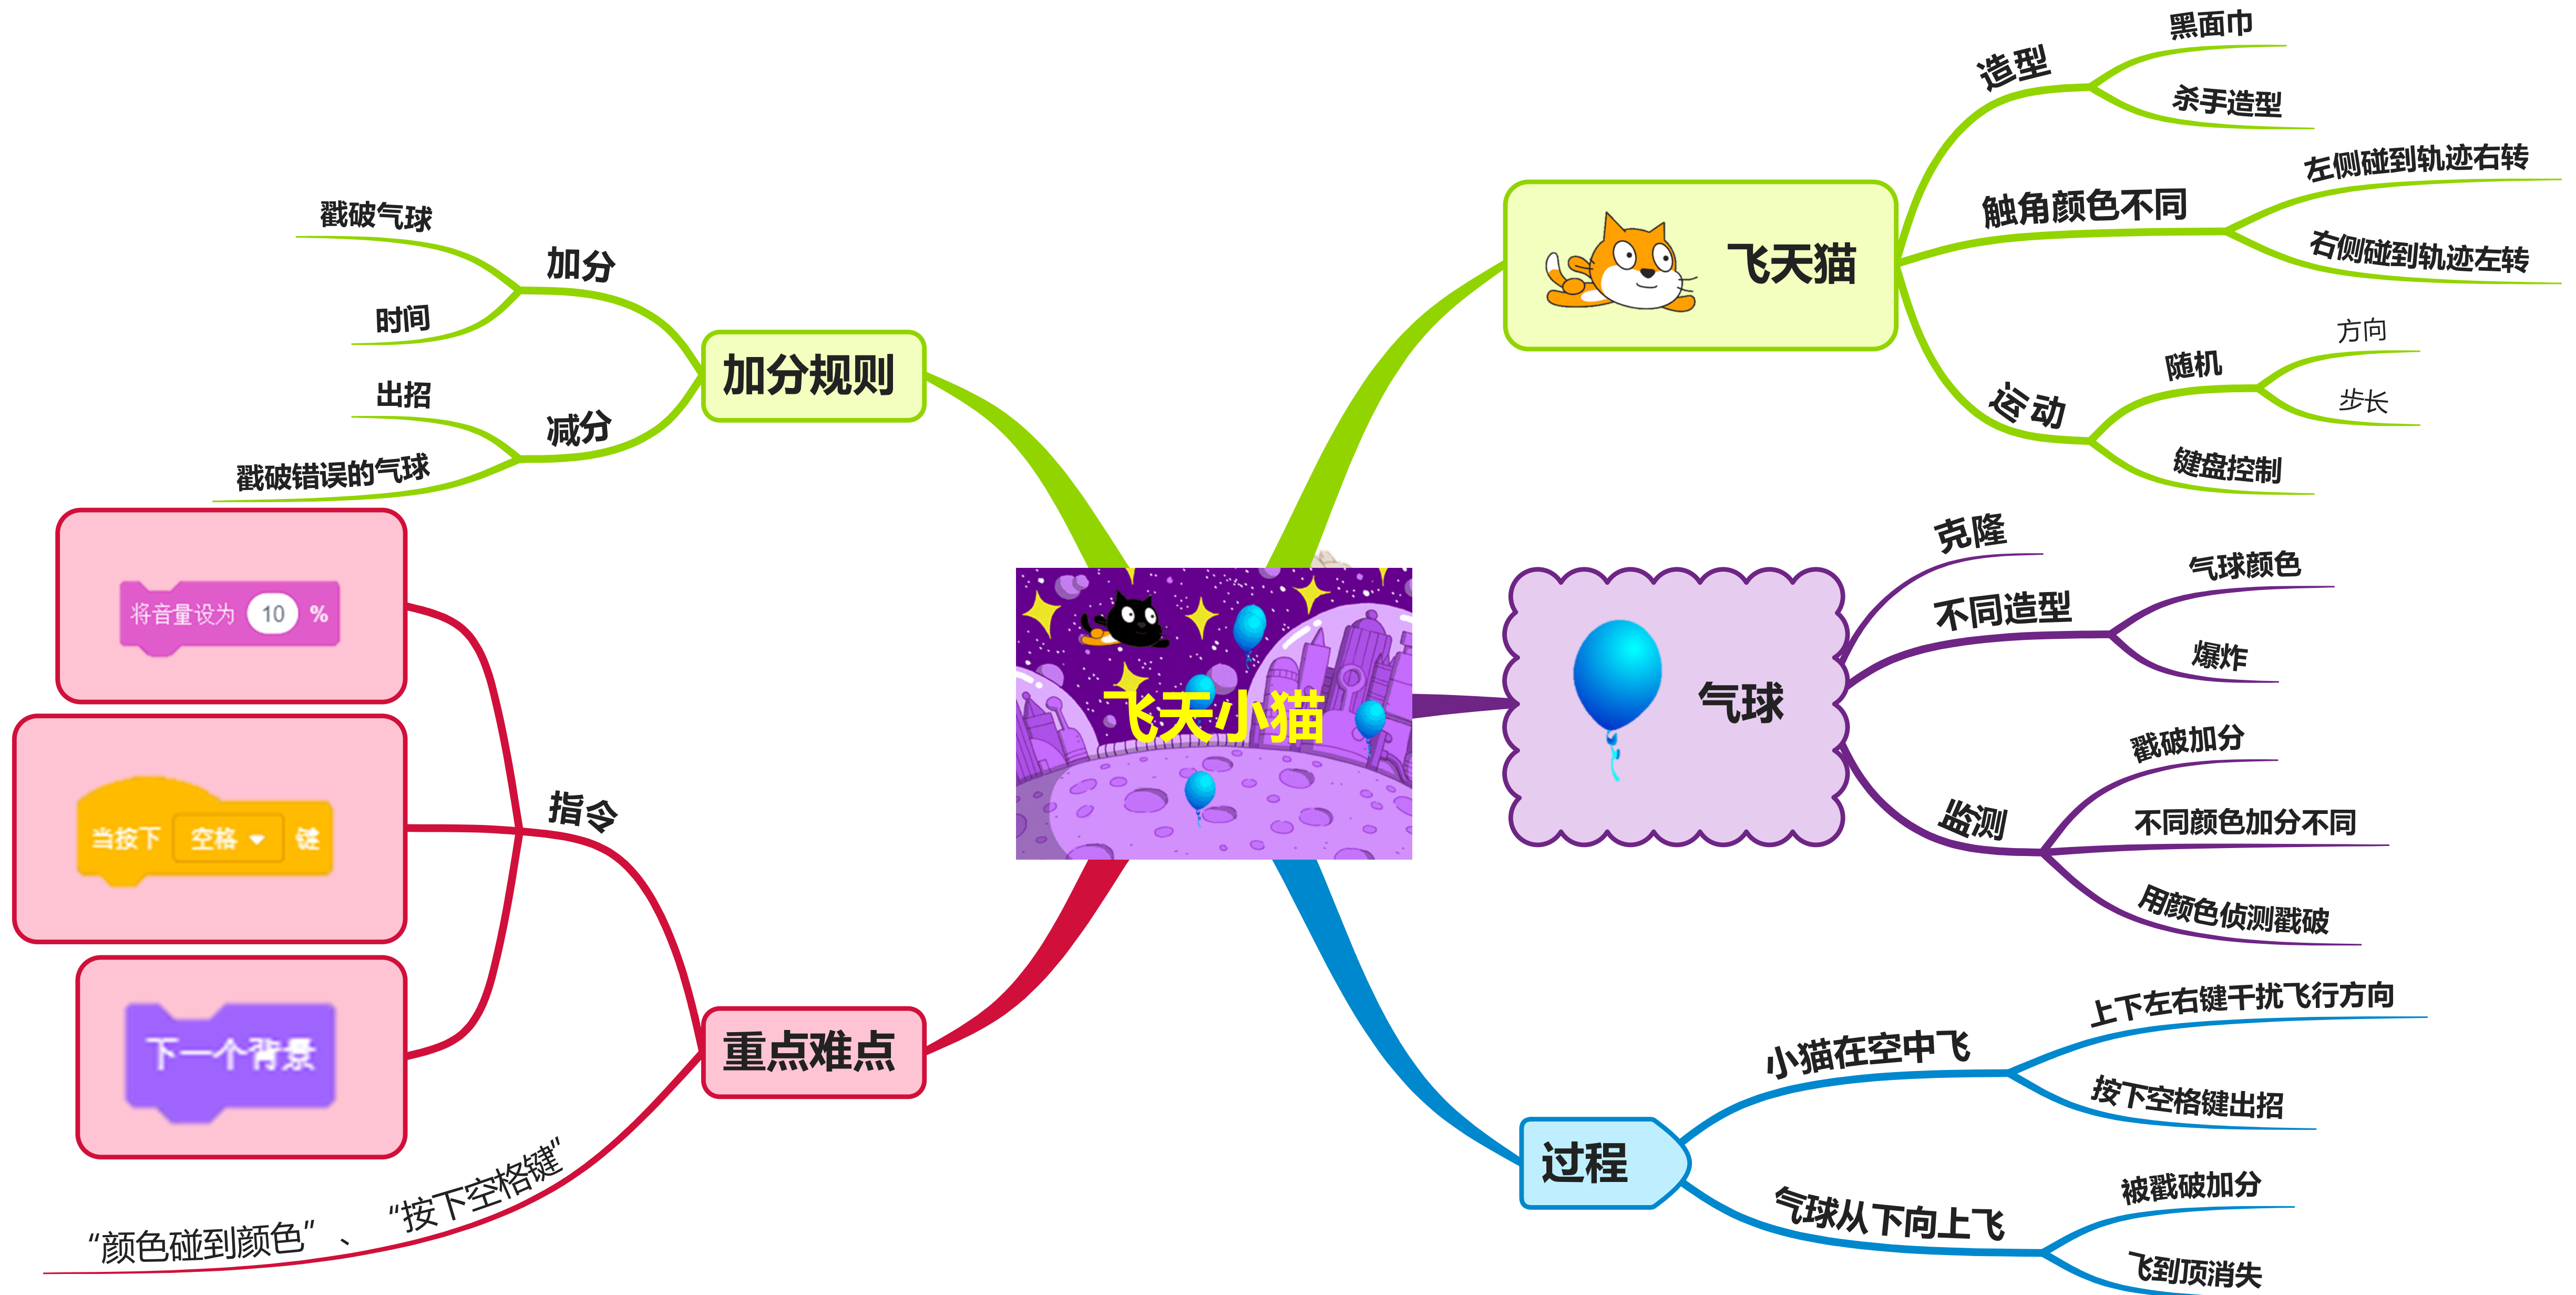 飞天小猫
飞天猫
造型
黑面巾
杀手造型
触角颜色不同
左侧碰到轨迹右转
右侧碰到轨迹左转
运动
随机
方向
步长
键盘控制
气球
克隆
不同造型
气球颜色
爆炸
监测
戳破加分
不同颜色加分不同
用颜色侦测戳破
过程
小猫在空中飞
上下左右键干扰飞行方向
按下空格键出招
气球从下向上飞
被戳破加分
飞到顶消失
加分规则
加分
戳破气球
时间
减分
出招
戳破错误的气球
重点难点
指令
将音量设为 10 %
当按下 空格 键
下一个背景
“颜色碰到颜色”、 “按下空格键”